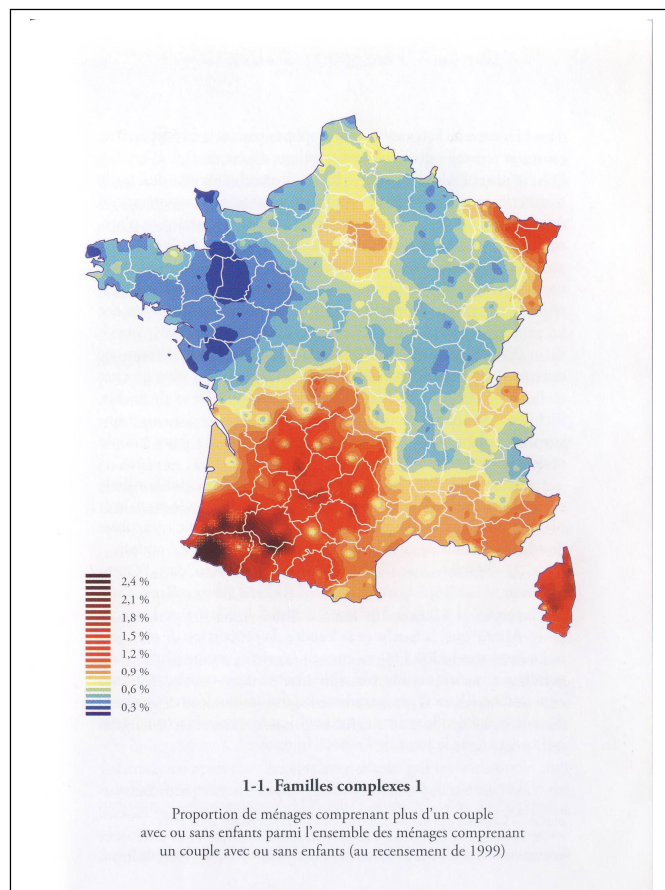 2,4 %
2,1 %
1,8 %
1,5 %
1,2 %
0,9 %
0,6 %
0,3 %
1-1. Familles complexes 1
Proportion de ménages comprenant plus d'un couple
avec ou sans enfants parmi l'ensemble des ménages comprenant
un couple avec ou sans enfants (au recensement de 1999)